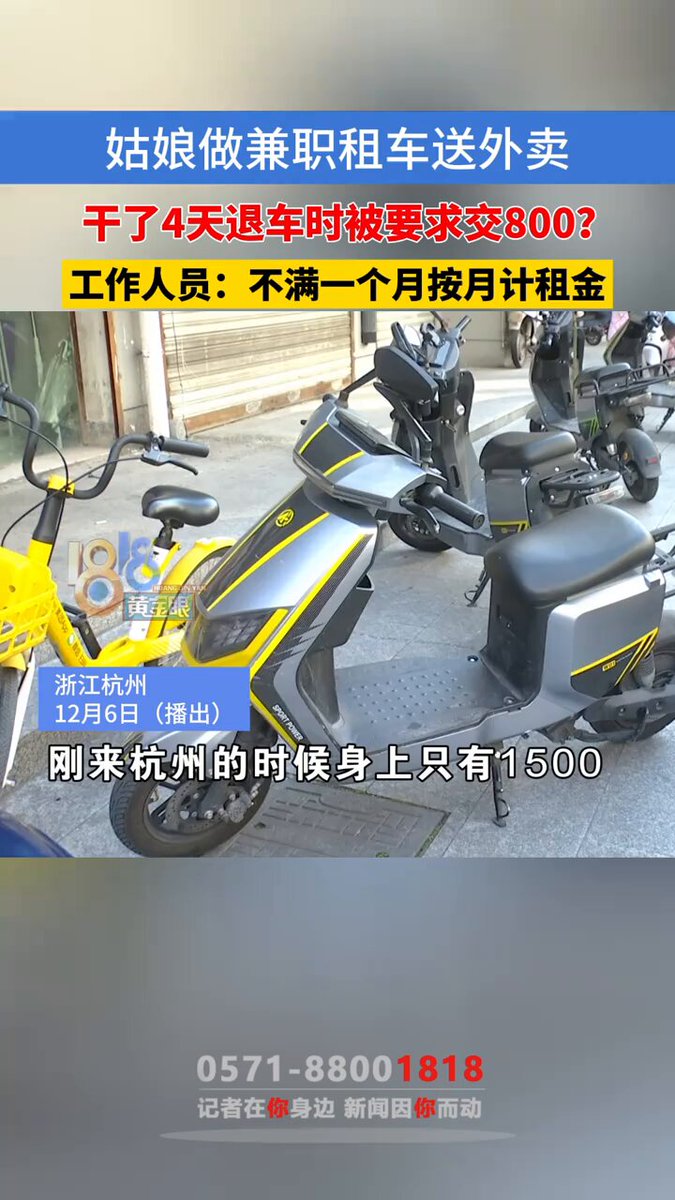 姑娘做兼职租车送外卖
干了4天退车时被要求交800？
工作人员：不满一个月按月计租金
1818
HUANG JIN YAN
黄金眼
浙江杭州
12月6日（播出）
SPORT POWER
刚来杭州的时候身上只有1500
0571-88001818
记者在你身边 新闻因你而动